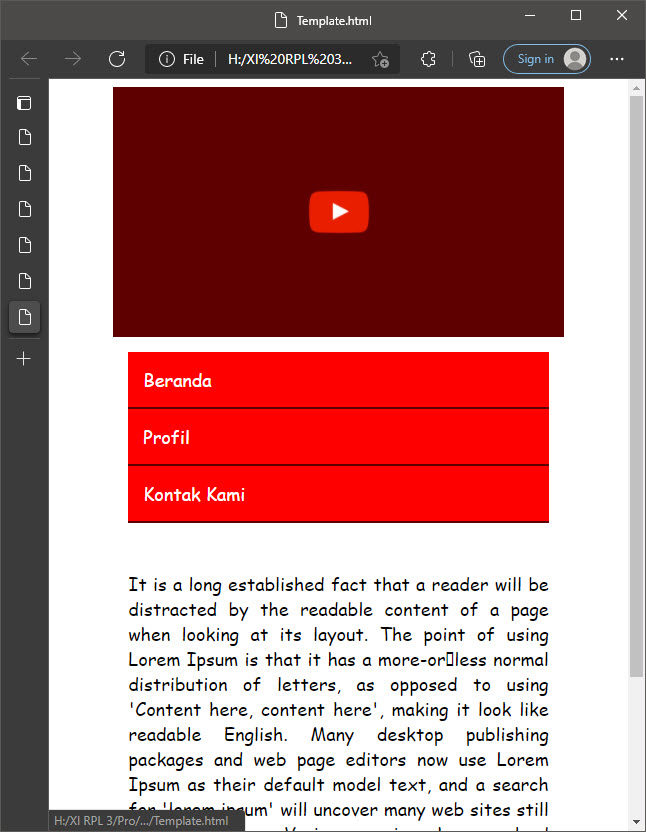 Template.html
File
H:/XI%20RPL%203...
Sign in
Beranda
Profil
Kontak Kami
It is a long established fact that a reader will be
distracted by the readable content of a page
when looking at its layout. The point of using
Lorem Ipsum is that it has a more-or▯less normal
distribution of letters, as opposed to using
'Content here, content here', making it look like
readable English. Many desktop publishing
packages and web page editors now use Lorem
Ipsum as their default model text, and a search
for 'lorem ipsum' will uncover many web sites still
H:/XI RPL 3/Pro/.../Template.html